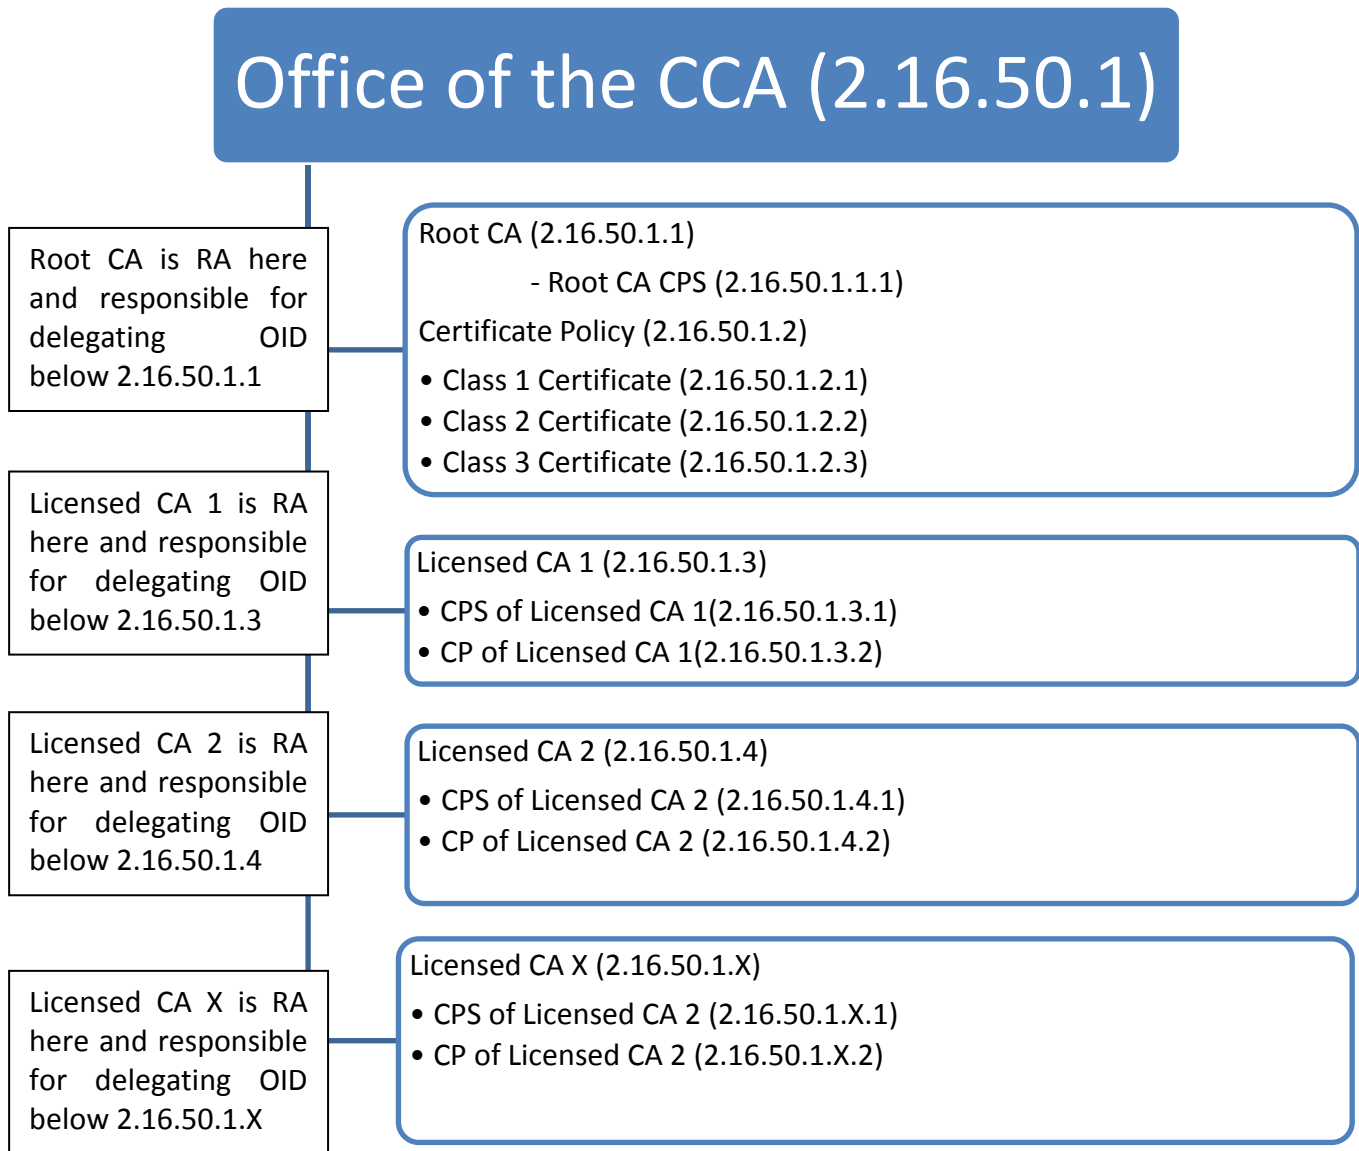 Office of the CCA (2.16.50.1)
Root CA is RA here
and responsible for
delegating OID
below 2.16.50.1.1
Root CA (2.16.50.1.1)
- Root CA CPS (2.16.50.1.1.1)
Certificate Policy (2.16.50.1.2)
• Class 1 Certificate (2.16.50.1.2.1)
• Class 2 Certificate (2.16.50.1.2.2)
• Class 3 Certificate (2.16.50.1.2.3)
Licensed CA 1 is RA
here and responsible
for delegating OID
below 2.16.50.1.3
Licensed CA 1 (2.16.50.1.3)
• CPS of Licensed CA 1(2.16.50.1.3.1)
• CP of Licensed CA 1(2.16.50.1.3.2)
Licensed CA 2 is RA
here and responsible
for delegating OID
below 2.16.50.1.4
Licensed CA 2 (2.16.50.1.4)
• CPS of Licensed CA 2 (2.16.50.1.4.1)
• CP of Licensed CA 2 (2.16.50.1.4.2)
Licensed CA X is RA
here and responsible
for delegating OID
below 2.16.50.1.X
Licensed CA X (2.16.50.1.X)
• CPS of Licensed CA 2 (2.16.50.1.X.1)
• CP of Licensed CA 2 (2.16.50.1.X.2)